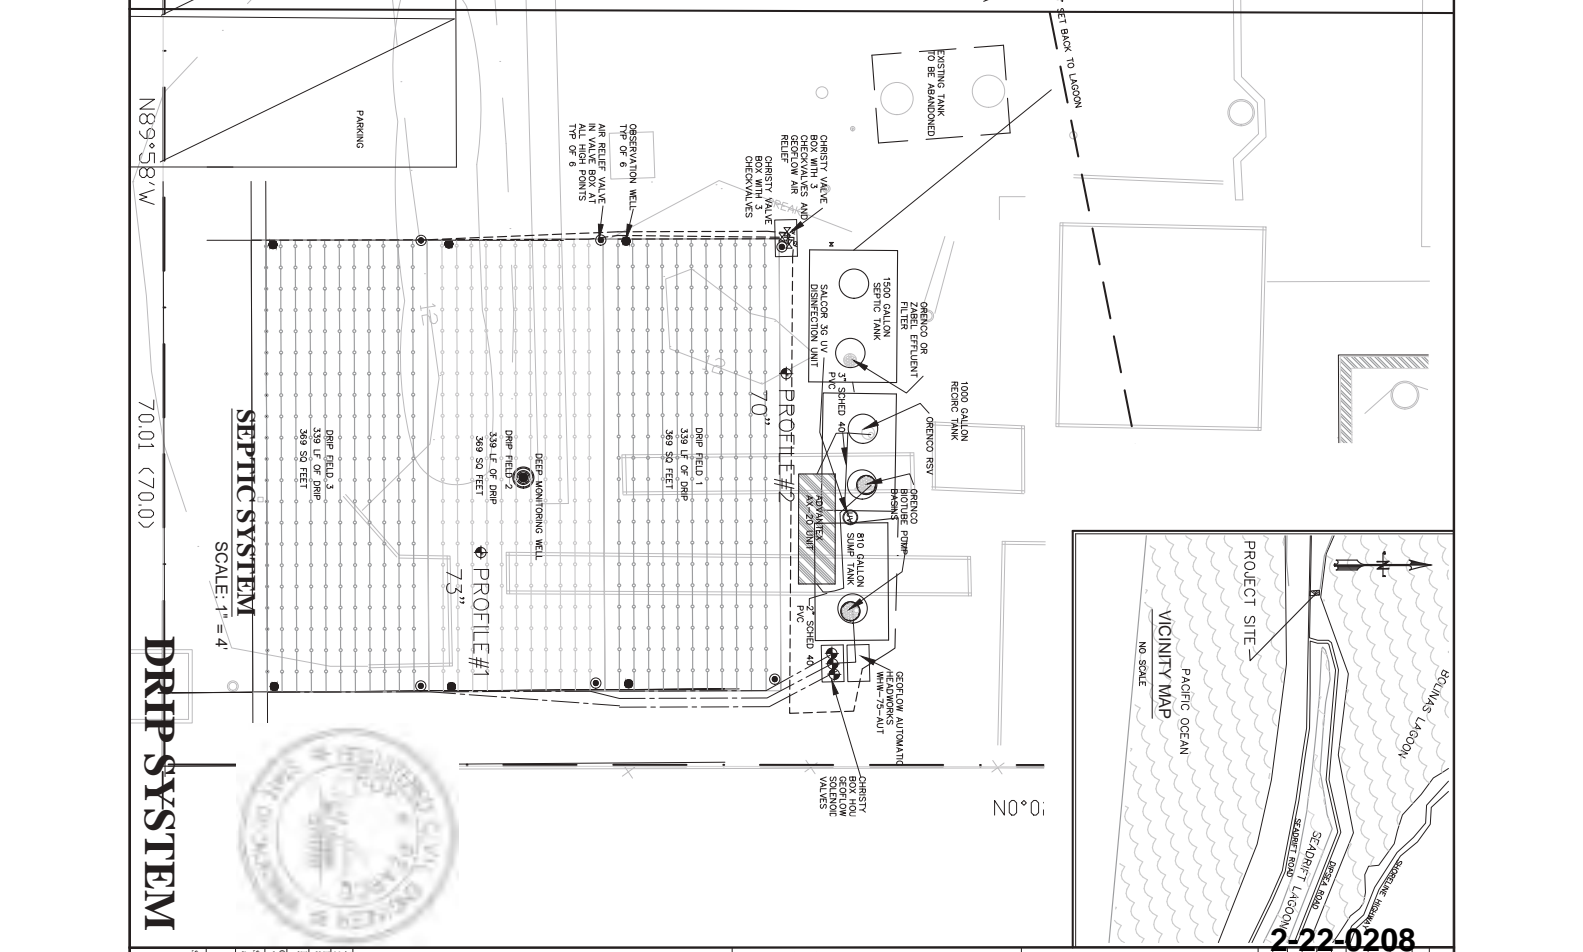 SET BACK TO LAGOON
EXISTING TANK
TO BE ABANDONED
PARKING
N89°58'W
70.01 (70.0)
OBSERVATION WELL
TYP OF 6
AIR RELIEF VALVE
IN VALVE BOX AT
ALL HIGH POINTS
TYP OF 6
CHRISTY VALVE
BOX WITH 3
CHECKVALVES AND
GEOFLOW AIR
RELIEF
CHRISTY VALVE
BOX WITH 3
CHECKVALVES
BREAK
1500 GALLON
SEPTIC TANK
SALCOR 3G UV
DISINFECTION UNIT
ORENCO OR
ZABEL EFFLUENT
FILTER
3" SCHED 40
PVC
1000 GALLON
RECIRC TANK
ORENCO RSV
ORENCO
BIOTUBE PUMP
BASINS
ADVANTEX
AX-20 UNIT
810 GALLON
SUMP TANK
2" SCHED 40
PVC
GEOFLOW AUTOMATIC
HEADWORKS
WHW-75-AUT
CHRISTY
BOX HOU
GEOFLOW
SOLENOI
VALVES
PROFILE #2
70"
12
DRIP FIELD 1
339 LF OF DRIP
369 SQ FEET
DEEP MONITORING WELL
DRIP FIELD 2
339 LF OF DRIP
369 SQ FEET
DRIP FIELD 3
339 LF OF DRIP
369 SQ FEET
PROFILE #1
73"
SEPTIC SYSTEM
SCALE: 1" = 4'
DRIP SYSTEM
N0°0
N
PROJECT SITE
VICINITY MAP
NO SCALE
PACIFIC OCEAN
BOLINAS LAGOON
SEADRIFT ROAD
SEADRIFT LAGOON
DIPSEA ROAD
SHORELINE HIGHWAY
2-22-0208